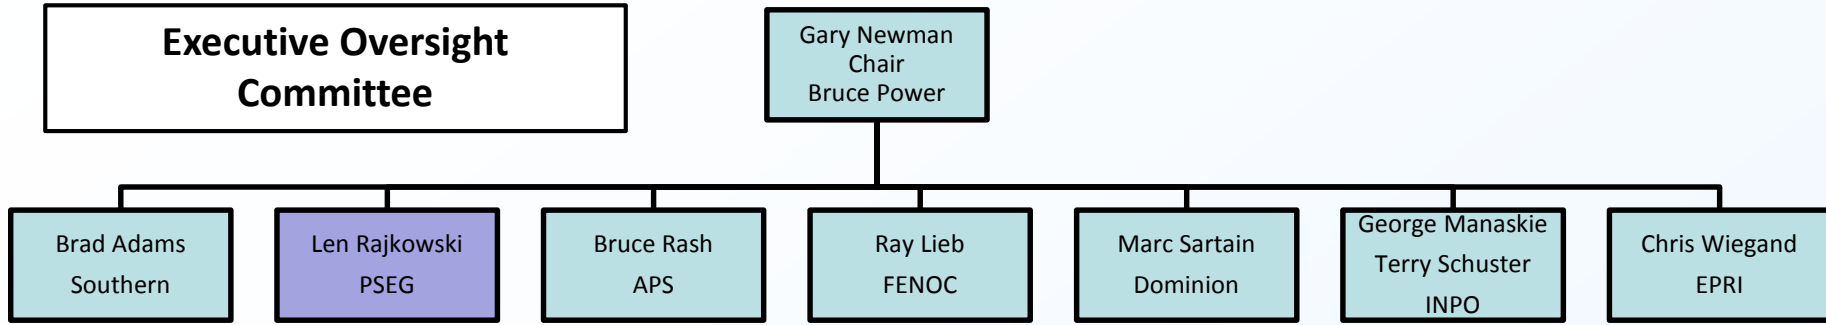 Executive Oversight
Committee
Gary Newman
Chair
Bruce Power
Brad Adams
Southern
Len Rajkowski
PSEG
Bruce Rash
APS
Ray Lieb
FENOC
Marc Sartain
Dominion
George Manaskie
Terry Schuster
INPO
Chris Wiegand
EPRI